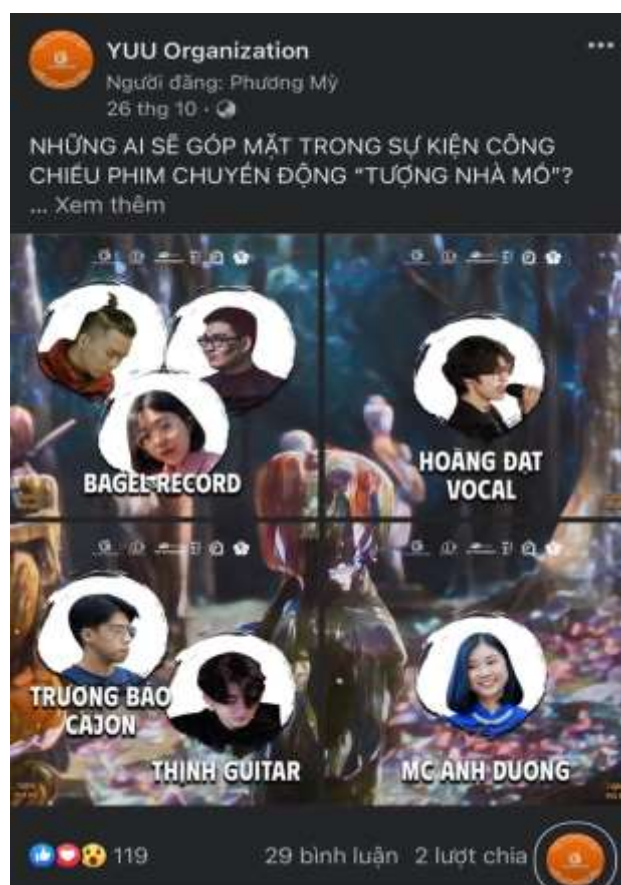 YUU Organization
Người đăng: Phương Mỳ
26 thg 10 ·
NHỮNG AI SẼ GÓP MẶT TRONG SỰ KIỆN CÔNG
CHIẾU PHIM CHUYỂN ĐỘNG “TƯỢNG NHÀ MỒ”?
... Xem thêm
BAGEL RECORD
HOÀNG ĐẠT
VOCAL
TRƯƠNG BẢO
CAJON
THỊNH GUITAR
MC ÁNH DƯƠNG
119
29 bình luận 2 lượt chia